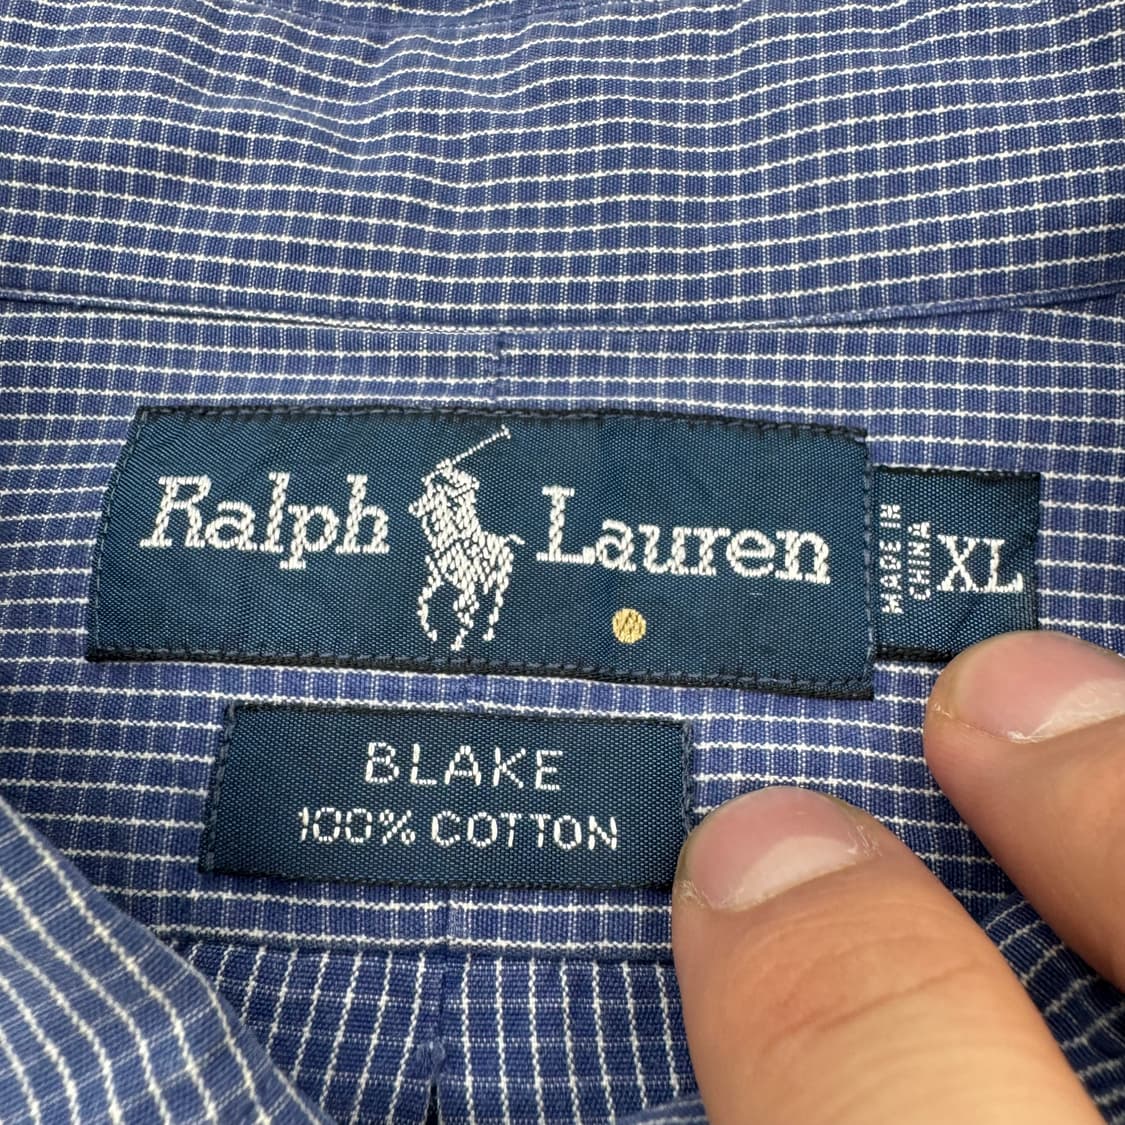 Ralph Lauren
MADE IN
CHINA
XL
BLAKE
100% COTTON